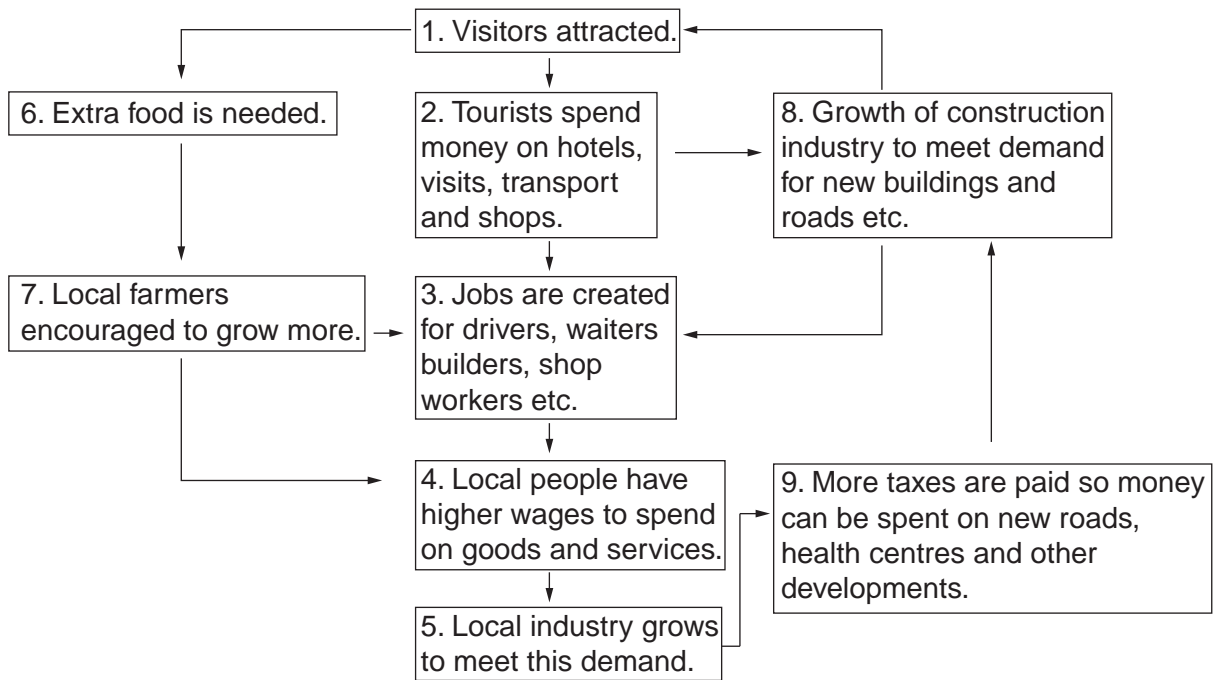 1. Visitors attracted.
6. Extra food is needed.
2. Tourists spend
money on hotels,
visits, transport
and shops.
8. Growth of construction
industry to meet demand
for new buildings and
roads etc.
7. Local farmers
encouraged to grow more.
3. Jobs are created
for drivers, waiters
builders, shop
workers etc.
4. Local people have
higher wages to spend
on goods and services.
9. More taxes are paid so money
can be spent on new roads,
health centres and other
developments.
5. Local industry grows
to meet this demand.